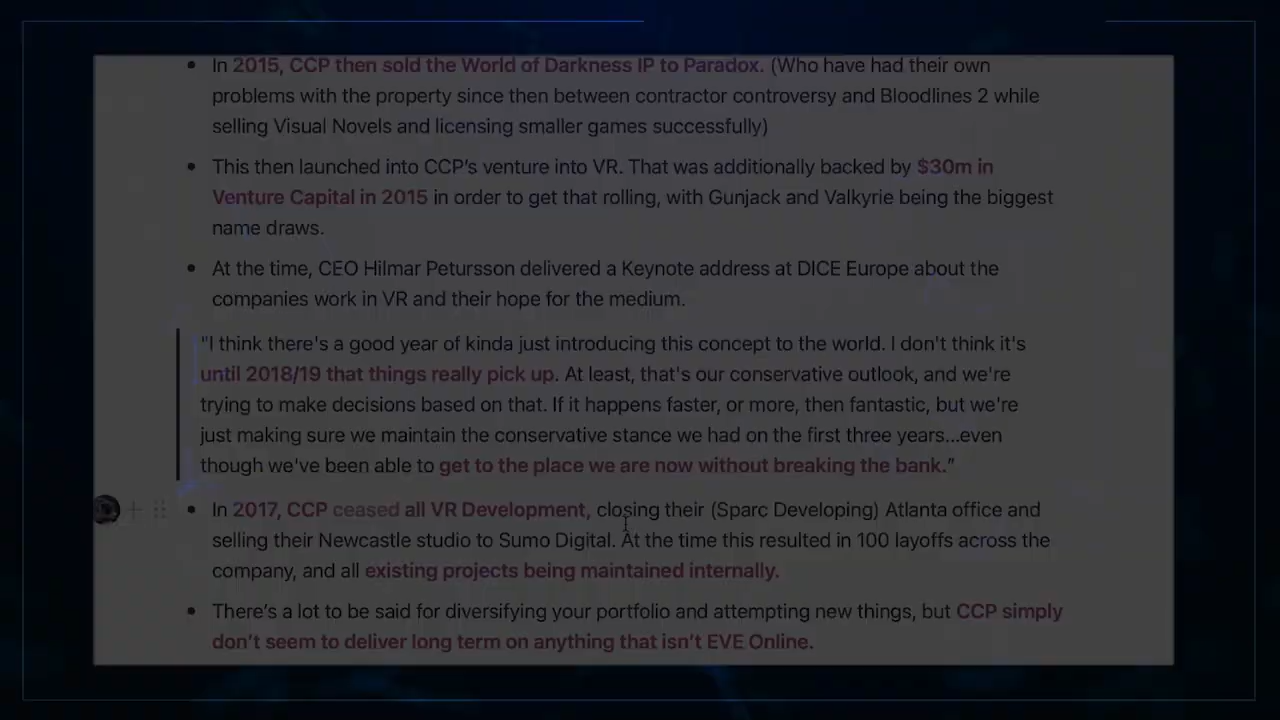 In 2015, CCP then sold the World of Darkness IP to Paradox. (Who have had their own
problems with the property since then between contractor controversy and Bloodlines 2 while
selling Visual Novels and licensing smaller games successfully)
This then launched into CCP's venture into VR. That was additionally backed by $30m in
Venture Capital in 2015 in order to get that rolling, with Gunjack and Valkyrie being the biggest
name draws.
At the time, CEO Hilmar Petursson delivered a Keynote address at DICE Europe about the
companies work in VR and their hope for the medium.
"I think there's a good year of kinda just introducing this concept to the world. I don't think it's
until 2018/19 that things really pick up. At least, that's our conservative outlook, and we're
trying to make decisions based on that. If it happens faster, or more, then fantastic, but we're
just making sure we maintain the conservative stance we had on the first three years...even
though we've been able to get to the place we are now without breaking the bank."
In 2017, CCP ceased all VR Development, closing their (Sparc Developing) Atlanta office and
selling their Newcastle studio to Sumo Digital. At the time this resulted in 100 layoffs across the
company, and all existing projects being maintained internally.
There's a lot to be said for diversifying your portfolio and attempting new things, but CCP simply
don't seem to deliver long term on anything that isn't EVE Online.